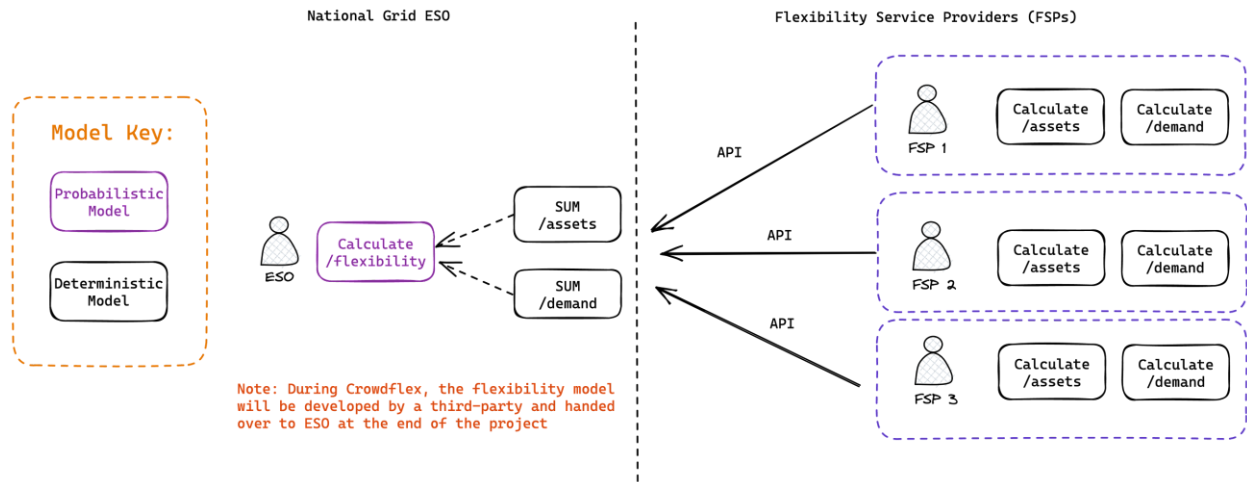 National Grid ESO
Flexibility Service Providers (FSPs)
Model Key:
Probabilistic
Model
Deterministic
Model
ESO
Calculate
/flexibility
SUM
/assets
SUM
/demand
Note: During Crowdflex, the flexibility model
will be developed by a third-party and handed
over to ESO at the end of the project
API
API
API
FSP 1
Calculate
/assets
Calculate
/demand
FSP 2
Calculate
/assets
Calculate
/demand
FSP 3
Calculate
/assets
Calculate
/demand